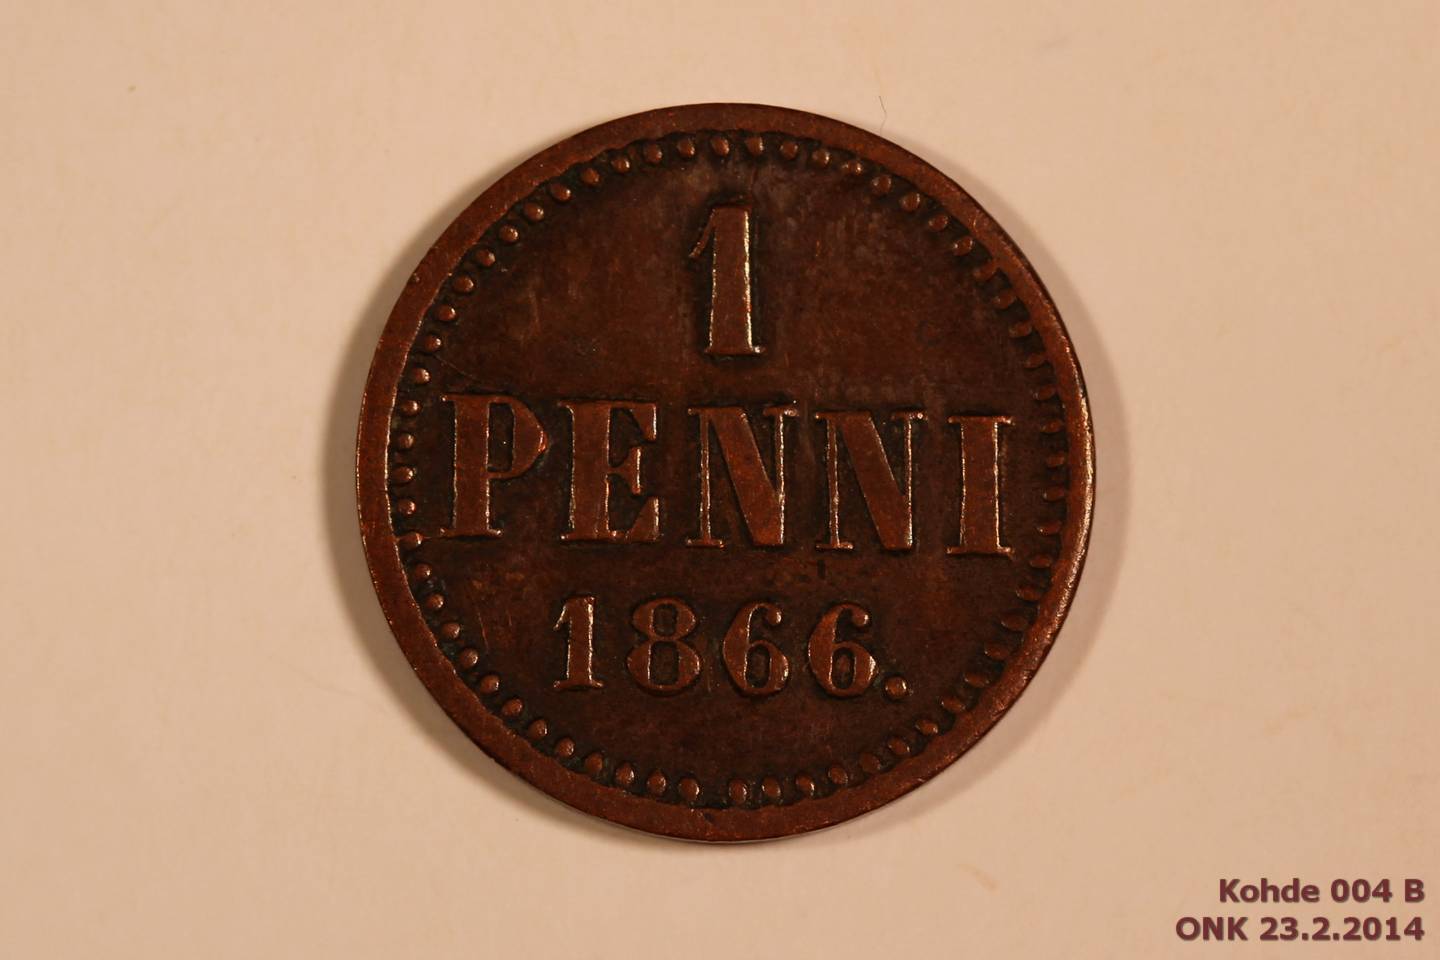 1
PENNI
1866.
Kohde 004 B
ONK 23.2.2014